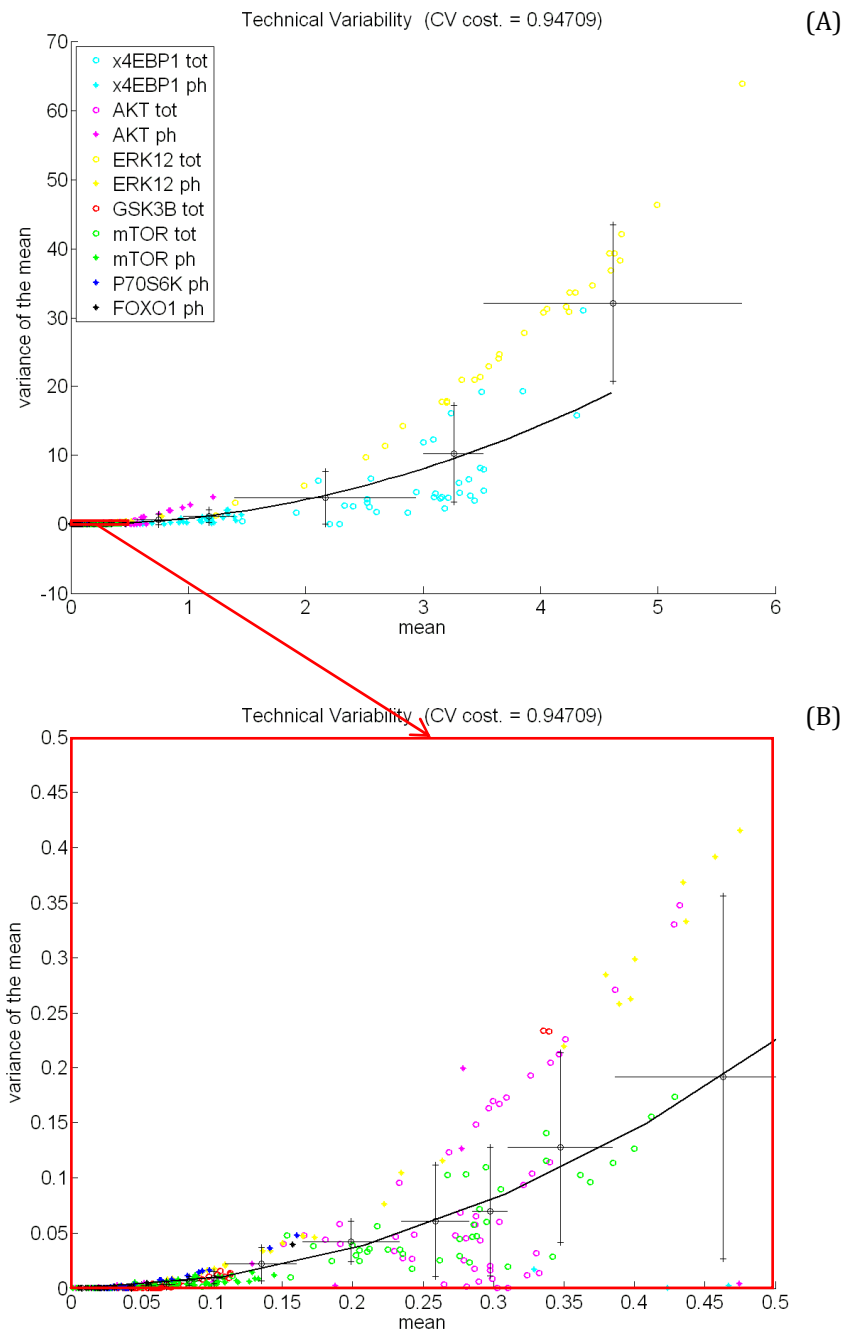 Technical Variability (CV cost. = 0.94709)
(A)
70
60
50
40
30
20
10
0
-10
variance of the mean
x4EBP1 tot
x4EBP1 ph
AKT tot
AKT ph
ERK12 tot
ERK12 ph
GSK3B tot
mTOR tot
mTOR ph
P70S6K ph
FOXO1 ph
0 1 2 3 4 5 6
mean
Technical Variability (CV cost. = 0.94709)
(B)
0.5
0.45
0.4
0.35
0.3
0.25
0.2
0.15
0.1
0.05
0
variance of the mean
0 0.05 0.1 0.15 0.2 0.25 0.3 0.35 0.4 0.45 0.5
mean